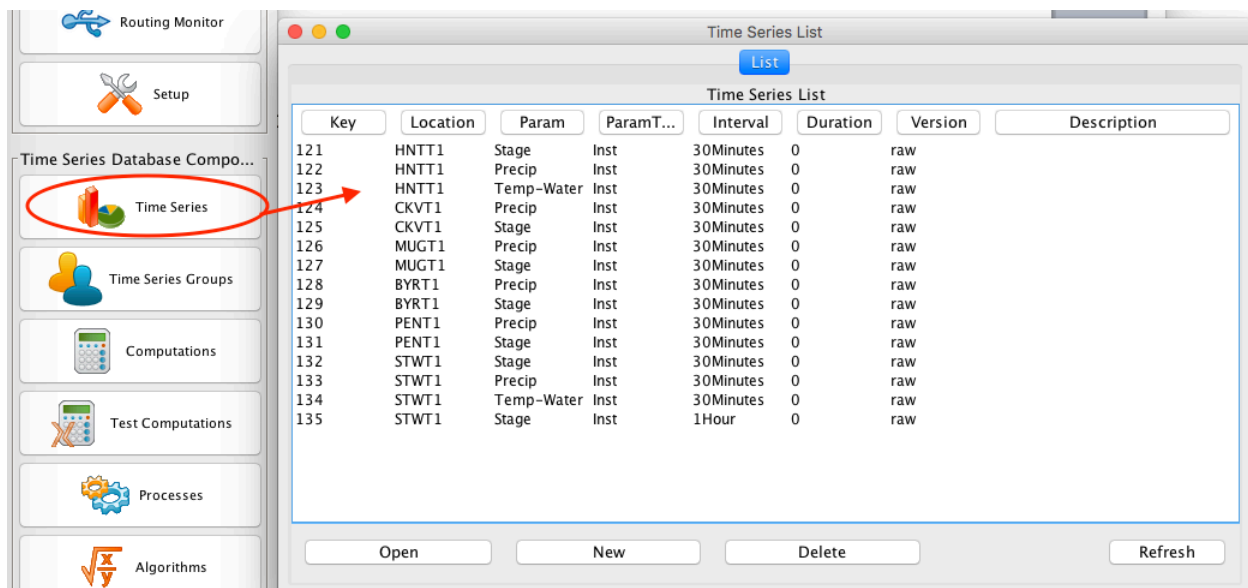 Routing Monitor
Setup
Time Series Database Compo...
Time Series
Time Series Groups
Computations
Test Computations
Processes
Algorithms
Time Series List
List
Time Series List
Key Location Param ParamT... Interval Duration Version Description
121 HNTT1 Stage Inst 30Minutes 0 raw
122 HNTT1 Precip Inst 30Minutes 0 raw
123 HNTT1 Temp-Water Inst 30Minutes 0 raw
124 CKVT1 Precip Inst 30Minutes 0 raw
125 CKVT1 Stage Inst 30Minutes 0 raw
126 MUGT1 Precip Inst 30Minutes 0 raw
127 MUGT1 Stage Inst 30Minutes 0 raw
128 BYRT1 Precip Inst 30Minutes 0 raw
129 BYRT1 Stage Inst 30Minutes 0 raw
130 PENT1 Precip Inst 30Minutes 0 raw
131 PENT1 Stage Inst 30Minutes 0 raw
132 STWT1 Stage Inst 30Minutes 0 raw
133 STWT1 Precip Inst 30Minutes 0 raw
134 STWT1 Temp-Water Inst 30Minutes 0 raw
135 STWT1 Stage Inst 1Hour 0 raw
Open New Delete Refresh